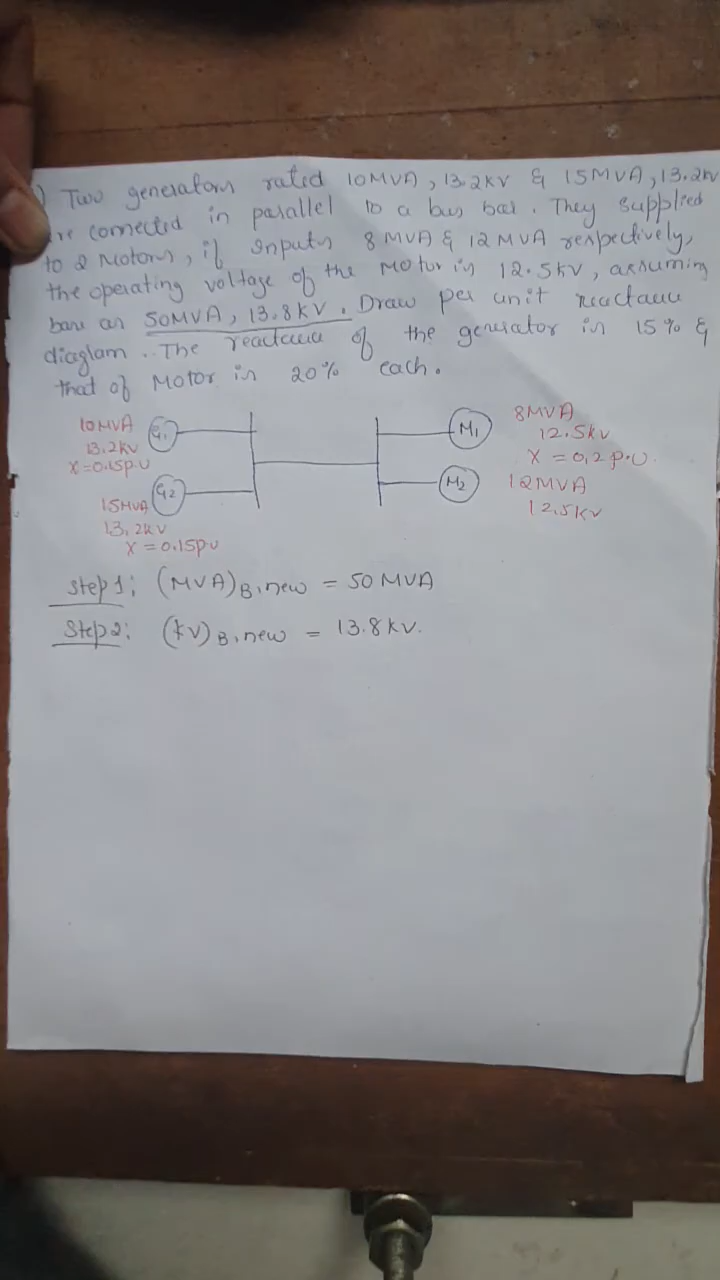 ) Two generators rated 10MVA, 13.2KV & 15MVA, 13.2KV
are connected in parallel to a bus bar. They supplied
to 2 Motors, if Inputs 8 MVA & 12 MVA respectively,
the operating voltage of the Motor is 12.5KV, assuming
base as 50MVA, 13.8KV. Draw per unit reactance
diaglam.. The reactance of the generator is 15% &
that of Motor is 20% each.
10MVA
13.2KV
X=0.15P.U
G1
M1
8MVA
12.5KV
X = 0.2 P.U.
15MVA
13.2KV
X = 0.15PU
G2
M2
12MVA
12.5KV
Step 1: (MVA)B,new = 50 MVA
Step 2: (KV)B,new = 13.8KV.